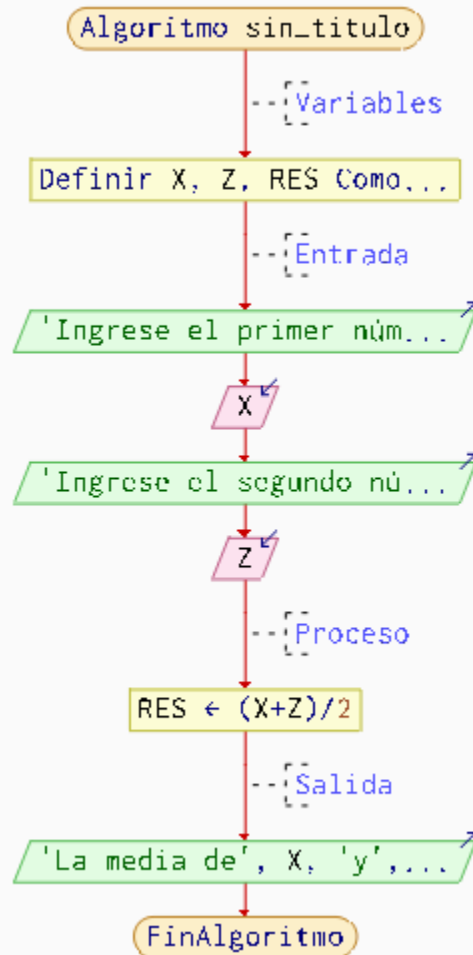 Algoritmo sin_titulo
Variables
Definir X, Z, RES Como...
Entrada
'Ingrese el primer núm...
X
'Ingrese el segundo nú...
Z
Proceso
RES ← (X+Z)/2
Salida
'La media de', X, 'y',...
FinAlgoritmo